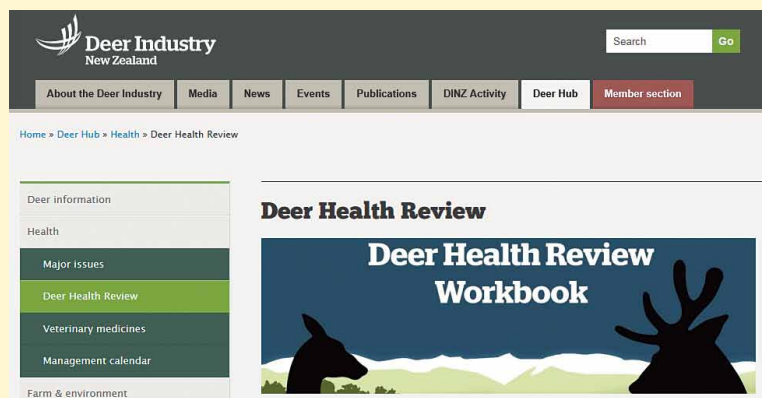 Deer Industry
New Zealand
Search Go
About the Deer Industry Media News Events Publications DINZ Activity Deer Hub Member section
Home » Deer Hub » Health » Deer Health Review
Deer information
Health
Major issues
Deer Health Review
Veterinary medicines
Management calendar
Farm & environment
Deer Health Review
Deer Health Review
Workbook